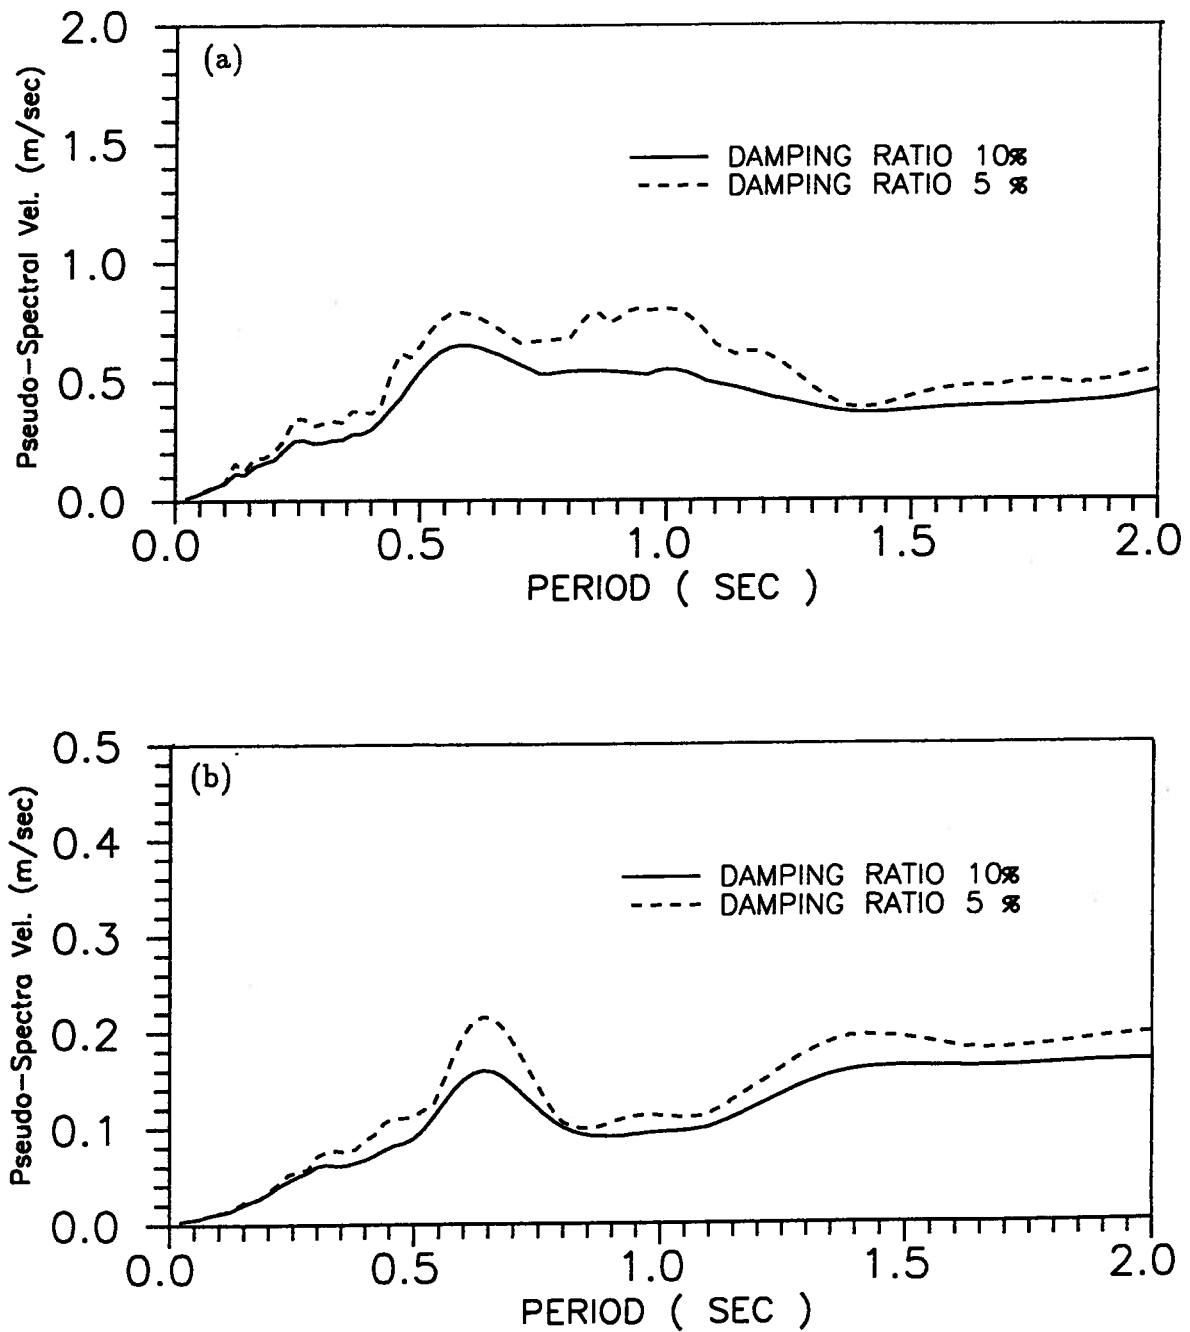 (a)
Pseudo-Spectral Vel. (m/sec)
2.0
1.5
1.0
0.5
0.0
DAMPING RATIO 10%
DAMPING RATIO 5 %
0.0 0.5 1.0 1.5 2.0
PERIOD ( SEC )
(b)
Pseudo-Spectra Vel. (m/sec)
0.5
0.4
0.3
0.2
0.1
0.0
DAMPING RATIO 10%
DAMPING RATIO 5 %
0.0 0.5 1.0 1.5 2.0
PERIOD ( SEC )